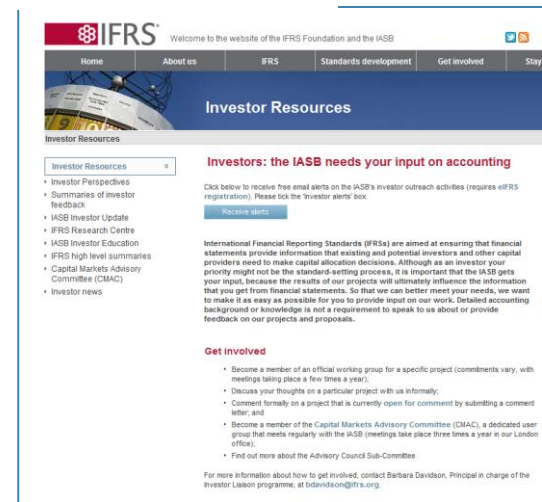 IFRS
Welcome to the website of the IFRS Foundation and the IASB
Home About us IFRS Standards development Get involved Stay
Investor Resources
Investor Resources
Investor Resources
Investor Perspectives
Summaries of investor
feedback
IASB Investor Update
IFRS Research Centre
IASB Investor Education
IFRS high level summaries
Capital Markets Advisory
Committee (CMAC)
Investor news
Investors: the IASB needs your input on accounting
Click below to receive free email alerts on the IASB's investor outreach activities (requires eIFRS
registration). Please tick the 'Investor alerts' box.
Receive alerts
International Financial Reporting Standards (IFRSs) are aimed at ensuring that financial
statements provide information that existing and potential investors and other capital
providers need to make capital allocation decisions. Although as an investor your
priority might not be the standard-setting process, it is important that the IASB gets
your input, because the results of our projects will ultimately influence the information
that you get from financial statements. So that we can better meet your needs, we want
to make it as easy as possible for you to provide input on our work. Detailed accounting
background or knowledge is not a requirement to speak to us about or provide
feedback on our projects and proposals.
Get involved
• Become a member of an official working group for a specific project (commitments vary, with
meetings taking place a few times a year);
• Discuss your thoughts on a particular project with us informally;
• Comment formally on a project that is currently open for comment by submitting a comment
letter; and
• Become a member of the Capital Markets Advisory Committee (CMAC), a dedicated user
group that meets regularly with the IASB (meetings take place three times a year in our London
office);
• Find out more about the Advisory Council Sub-Committee
For more information about how to get involved, contact Barbara Davidson, Principal in charge of the
Investor Liaison programme, at bdavidson@ifrs.org.